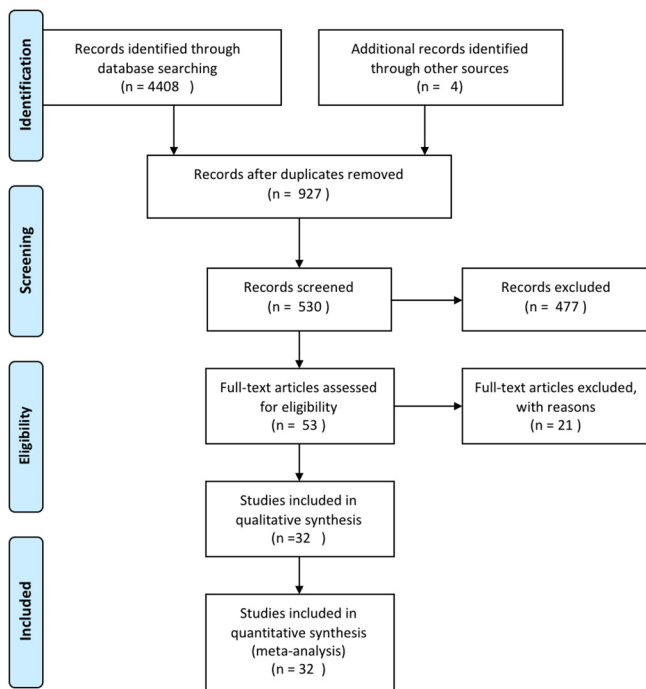 Identification
Records identified through
database searching
(n = 4408   )
Additional records identified
through other sources
(n =   4)
Records after duplicates removed
(n =  927)
Screening
Records screened
(n =  530 )
Records excluded
(n =  477 )
Eligibility
Full-text articles assessed
for eligibility
(n =  53 )
Full-text articles excluded,
with reasons
(n = 21 )
Studies included in
qualitative synthesis
(n =32   )
Included
Studies included in
quantitative synthesis
(meta-analysis)
(n = 32   )